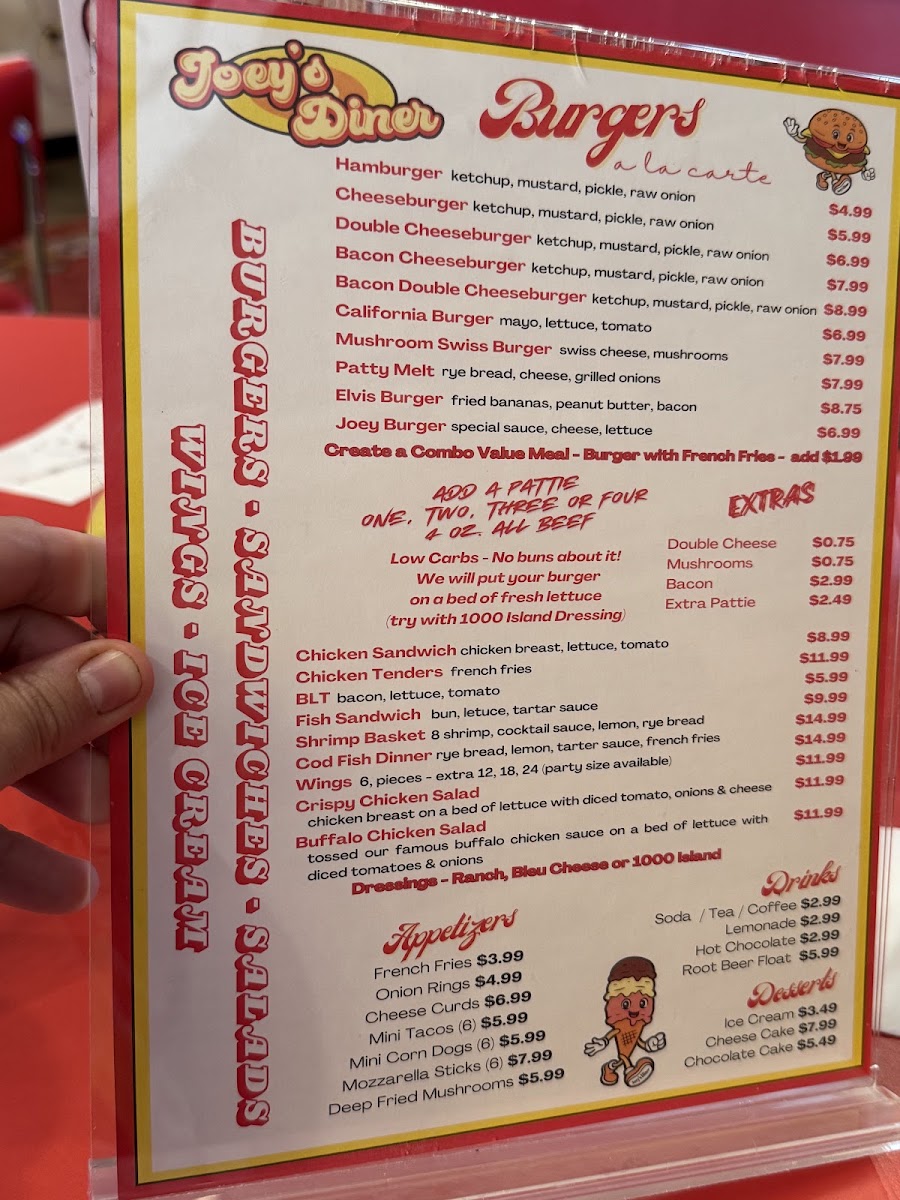 Joey's
Diner
Burgers
a la carte
Hamburger ketchup, mustard, pickle, raw onion $4.99
Cheeseburger ketchup, mustard, pickle, raw onion $5.99
Double Cheeseburger ketchup, mustard, pickle, raw onion $6.99
Bacon Cheeseburger ketchup, mustard, pickle, raw onion $7.99
Bacon Double Cheeseburger ketchup, mustard, pickle, raw onion $8.99
California Burger mayo, lettuce, tomato $6.99
Mushroom Swiss Burger swiss cheese, mushrooms $7.99
Patty Melt rye bread, cheese, grilled onions $7.99
Elvis Burger fried bananas, peanut butter, bacon $8.75
Joey Burger special sauce, cheese, lettuce $6.99
Create a Combo Value Meal - Burger with French Fries - add $1.99
ADD A PATTIE
ONE, TWO, THREE OR FOUR
4 OZ. ALL BEEF
Low Carbs - No buns about it!
We will put your burger
on a bed of fresh lettuce
(try with 1000 Island Dressing)
EXTRAS
Double Cheese $0.75
Mushrooms $0.75
Bacon $2.99
Extra Pattie $2.49
Chicken Sandwich chicken breast, lettuce, tomato $8.99
Chicken Tenders french fries $11.99
BLT bacon, lettuce, tomato $5.99
Fish Sandwich bun, letuce, tartar sauce $9.99
Shrimp Basket 8 shrimp, cocktail sauce, lemon, rye bread $14.99
Cod Fish Dinner rye bread, lemon, tarter sauce, french fries $14.99
Wings 6, pieces - extra 12, 18, 24 (party size available) $11.99
Crispy Chicken Salad $11.99
chicken breast on a bed of lettuce with diced tomato, onions & cheese
Buffalo Chicken Salad $11.99
tossed our famous buffalo chicken sauce on a bed of lettuce with
diced tomatoes & onions
Dressings - Ranch, Bleu Cheese or 1000 Island
Appetizers
French Fries $3.99
Onion Rings $4.99
Cheese Curds $6.99
Mini Tacos (6) $5.99
Mini Corn Dogs (6) $5.99
Mozzarella Sticks (6) $7.99
Deep Fried Mushrooms $5.99
Drinks
Soda / Tea / Coffee $2.99
Lemonade $2.99
Hot Chocolate $2.99
Root Beer Float $5.99
Desserts
Ice Cream $3.49
Cheese Cake $7.99
Chocolate Cake $5.49
BURGERS - SANDWICHES - SALADS
WINGS - ICE CREAM